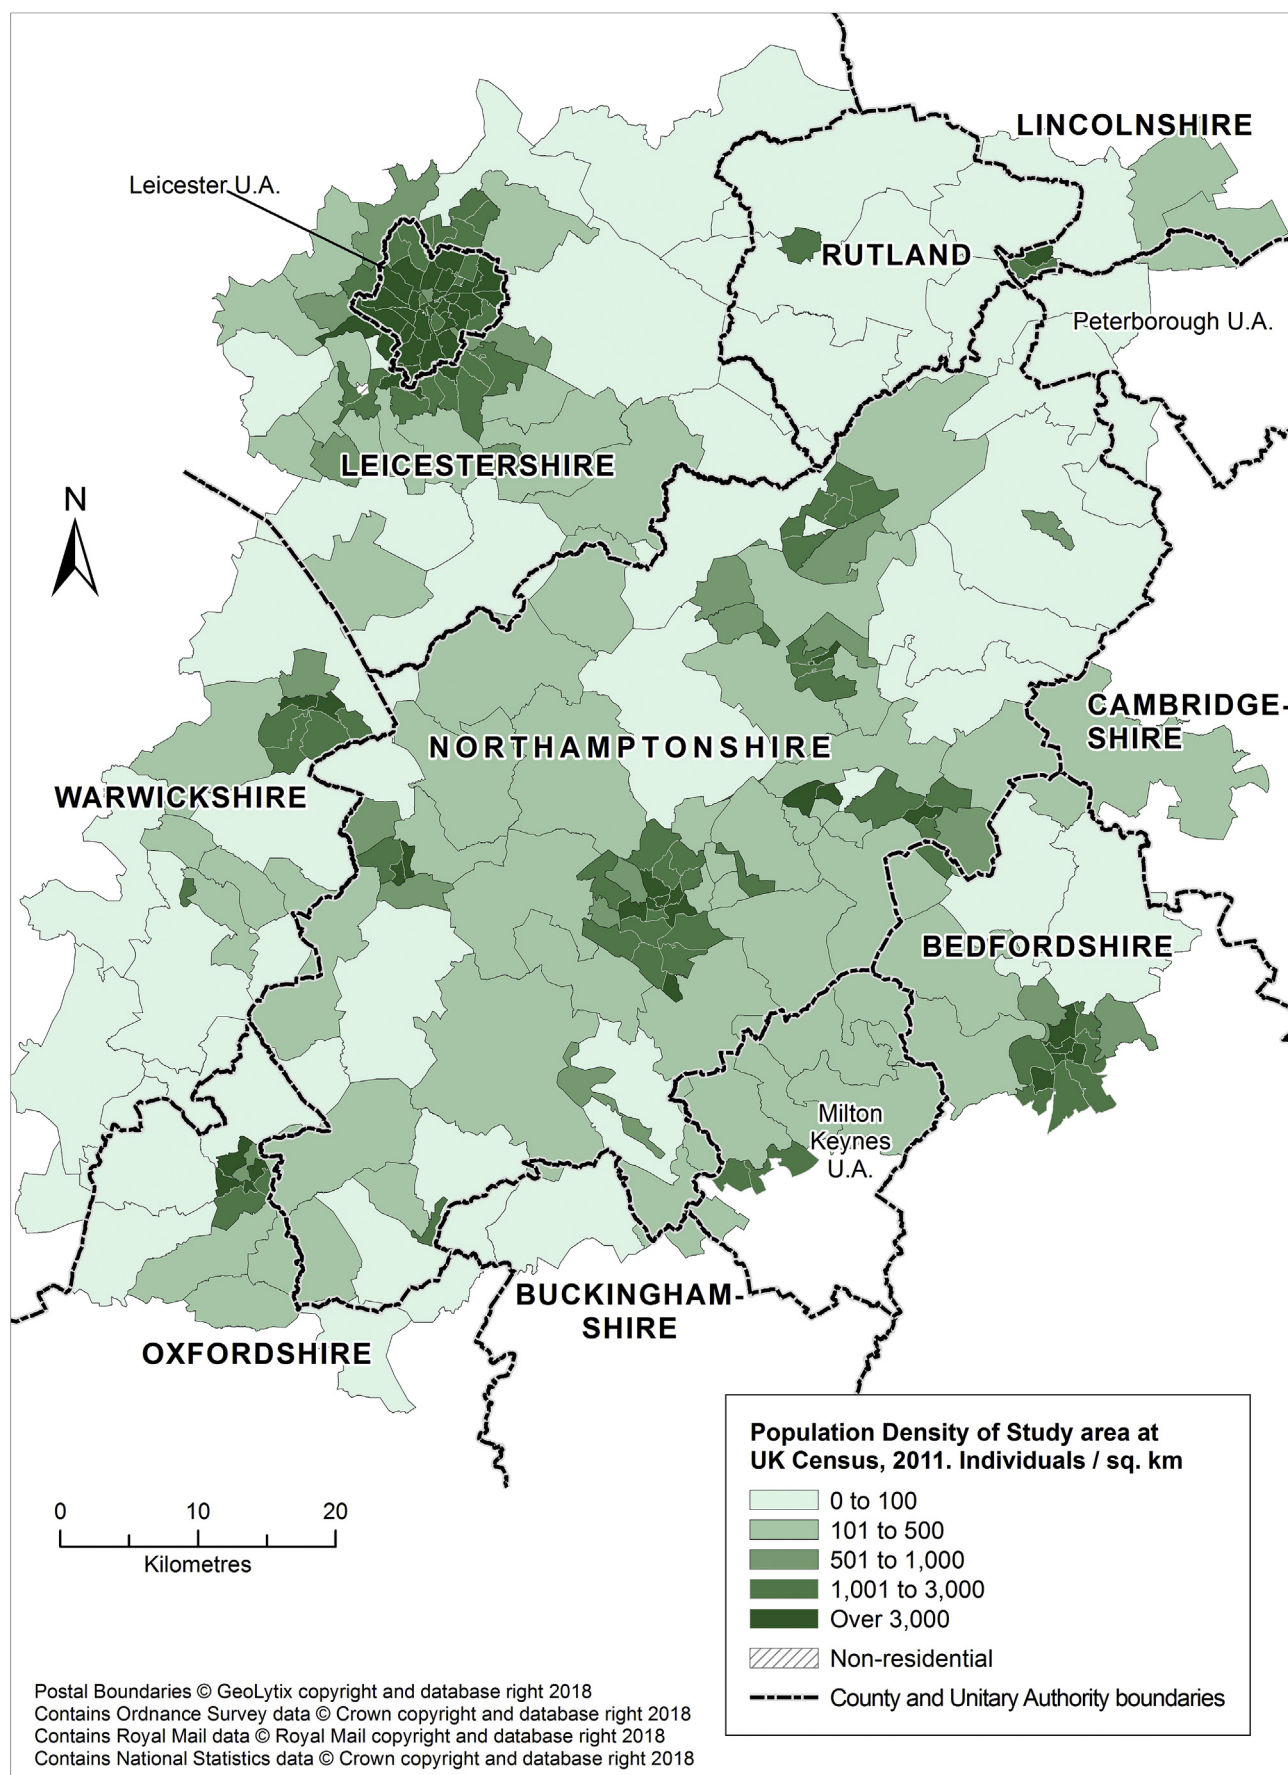 LINCOLNSHIRE
Leicester U.A.
RUTLAND
Peterborough U.A.
LEICESTERSHIRE
N
CAMBRIDGE-
SHIRE
NORTHAMPTONSHIRE
WARWICKSHIRE
BEDFORDSHIRE
Milton
Keynes
U.A.
BUCKINGHAM-
SHIRE
OXFORDSHIRE
Population Density of Study area at
UK Census, 2011. Individuals / sq. km
0 to 100
101 to 500
501 to 1,000
1,001 to 3,000
Over 3,000
Non-residential
County and Unitary Authority boundaries
0 10 20
Kilometres
Postal Boundaries © GeoLytix copyright and database right 2018
Contains Ordnance Survey data © Crown copyright and database right 2018
Contains Royal Mail data © Royal Mail copyright and database right 2018
Contains National Statistics data © Crown copyright and database right 2018